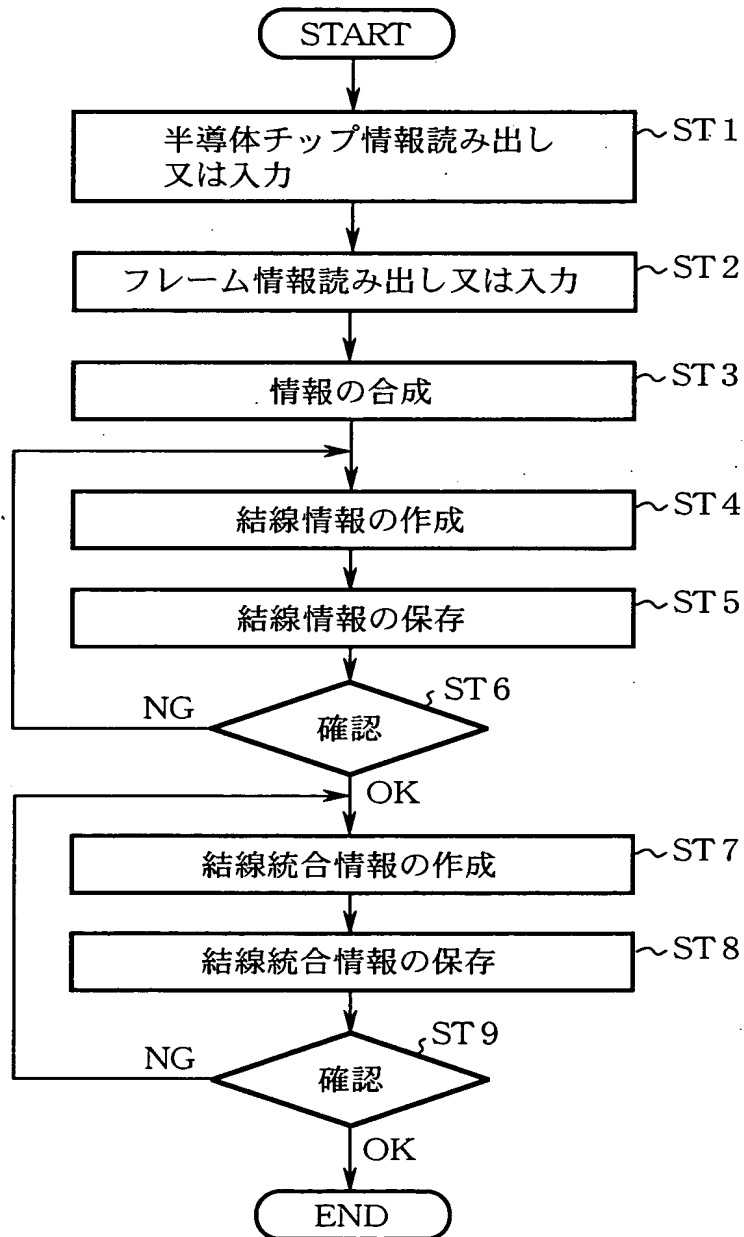 START
半導体チップ情報読み出し
又は入力
ST1
フレーム情報読み出し又は入力
ST2
情報の合成
ST3
結線情報の作成
ST4
結線情報の保存
ST5
ST6
NG
確認
OK
結線統合情報の作成
ST7
結線統合情報の保存
ST8
ST9
NG
確認
OK
END